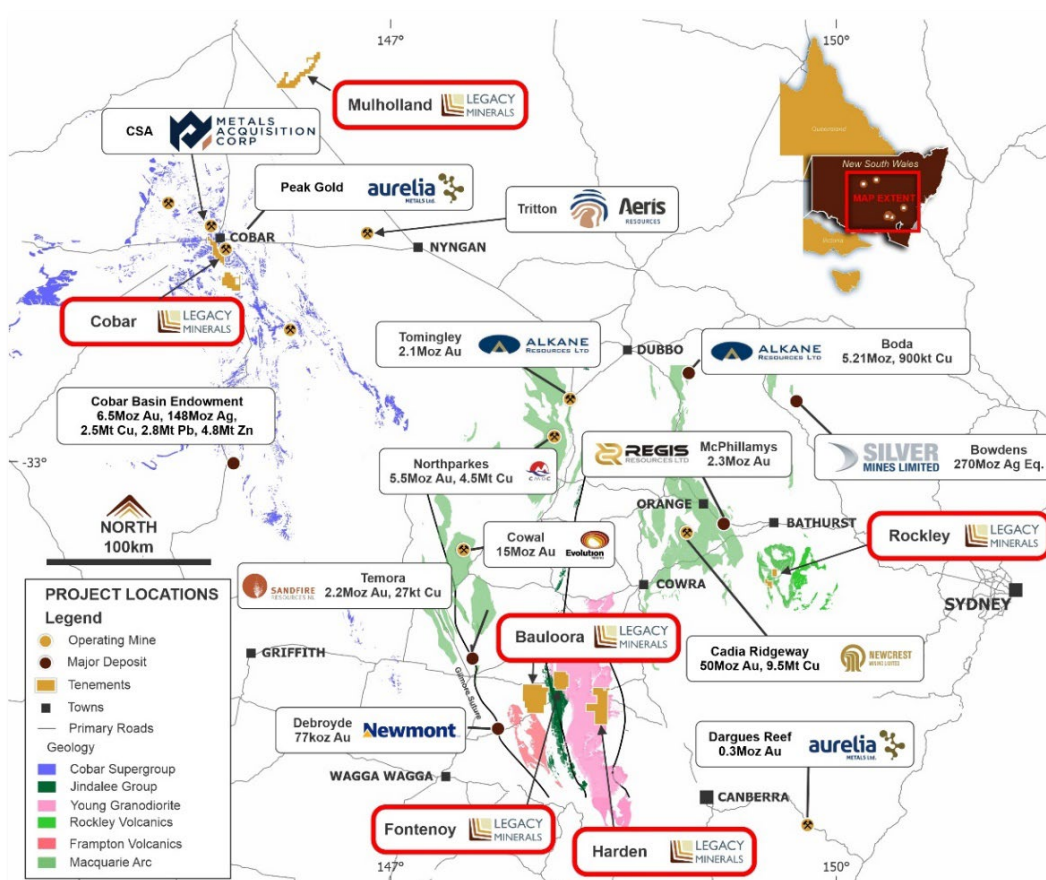 147°
150°
Mulholland LEGACY
MINERALS
CSA METALS
ACQUISITION
CORP
Queensland
New South Wales
MAP EXTENT
Victoria
Peak Gold aurelia
METALS Ltd.
Tritton Aeris
RESOURCES
COBAR
NYNGAN
Cobar LEGACY
MINERALS
Tomingley
2.1Moz Au
ALKANE
RESOURCES LTD
DUBBO
ALKANE
RESOURCES LTD
Boda
5.21Moz, 900kt Cu
Cobar Basin Endowment
6.5Moz Au, 148Moz Ag,
2.5Mt Cu, 2.8Mt Pb, 4.8Mt Zn
-33°
Northparkes
5.5Moz Au, 4.5Mt Cu
CMOC
REGIS
RESOURCES LTD
McPhillamys
2.3Moz Au
SILVER
MINES LIMITED
Bowdens
270Moz Ag Eq.
-33°
NORTH
100km
ORANGE
BATHURST
Rockley LEGACY
MINERALS
Cowal
15Moz Au
Evolution
SANDFIRE
RESOURCES NL
Temora
2.2Moz Au, 27kt Cu
COWRA
SYDNEY
PROJECT LOCATIONS
Legend
Operating Mine
Major Deposit
Tenements
Towns
Primary Roads
Geology
Cobar Supergroup
Jindalee Group
Young Granodiorite
Rockley Volcanics
Frampton Volcanics
Macquarie Arc
GRIFFITH
Bauloora LEGACY
MINERALS
Cadia Ridgeway
50Moz Au, 9.5Mt Cu
NEWCREST
MINING LIMITED
Gilmore Suture
Debroyde
77koz Au
Newmont
Dargues Reef
0.3Moz Au
aurelia
METALS Ltd.
WAGGA WAGGA
CANBERRA
Fontenoy LEGACY
MINERALS
Harden LEGACY
MINERALS
147°
150°